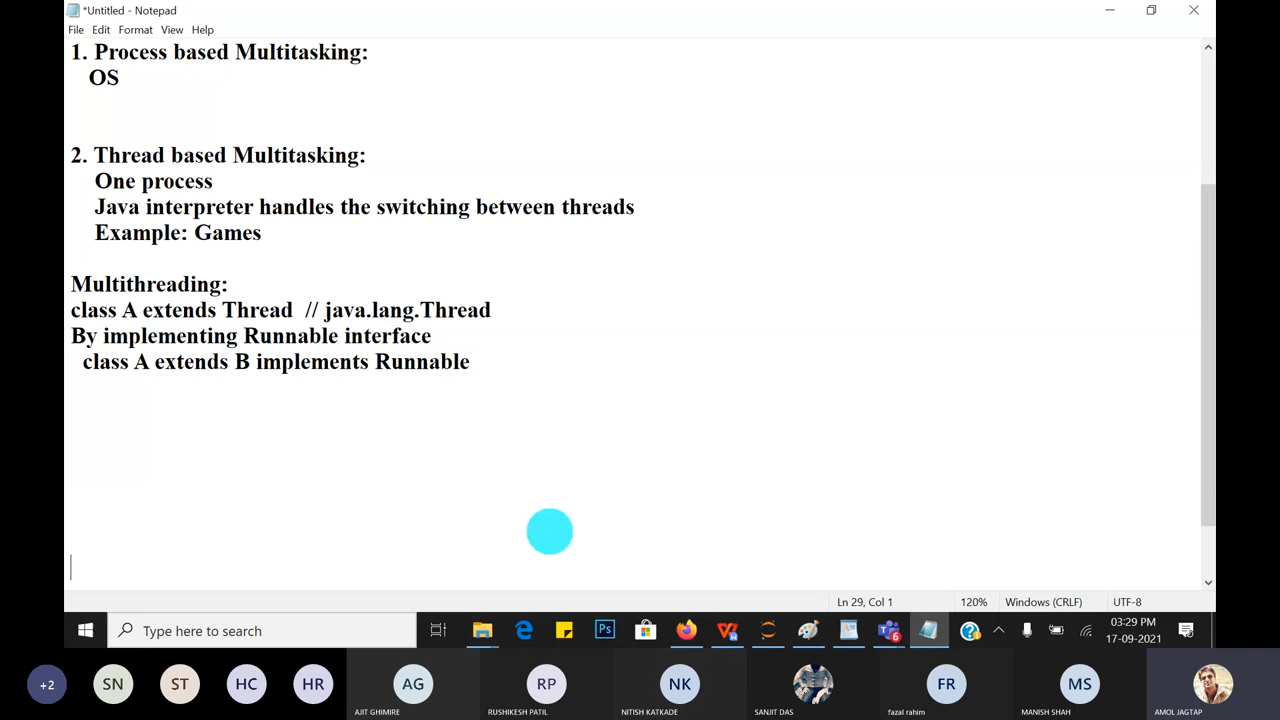 *Untitled - Notepad
File Edit Format View Help
1. Process based Multitasking:
OS
2. Thread based Multitasking:
One process
Java interpreter handles the switching between threads
Example: Games
Multithreading:
class A extends Thread // java.lang.Thread
By implementing Runnable interface
class A extends B implements Runnable
Ln 29, Col 1 120% Windows (CRLF) UTF-8
Type here to search
Ps
6
03:29 PM
17-09-2021
+2 SN ST HC HR AG RP NK FR MS
AJIT GHIMIRE RUSHIKESH PATIL NITISH KATKADE SANJIT DAS fazal rahim MANISH SHAH AMOL JAGTAP